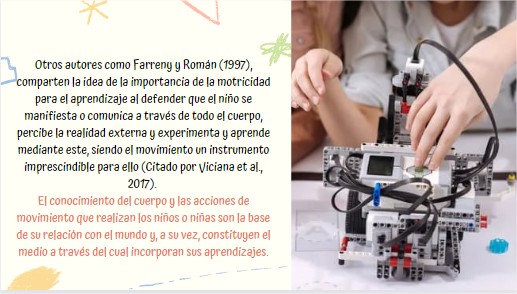 Otros autores como Farreny y Román (1997),
comparten la idea de la importancia de la motricidad
para el aprendizaje al defender que el niño se
manifiesta o comunica a través de todo el cuerpo,
percibe la realidad externa y experimenta y aprende
mediante este, siendo el movimiento un instrumento
imprescindible para ello (Citado por Viciana et al.,
2017).
El conocimiento del cuerpo y las acciones de
movimiento que realizan los niños o niñas son la base
de su relación con el mundo y, a su vez, constituyen el
medio a través del cual incorporan sus aprendizajes.